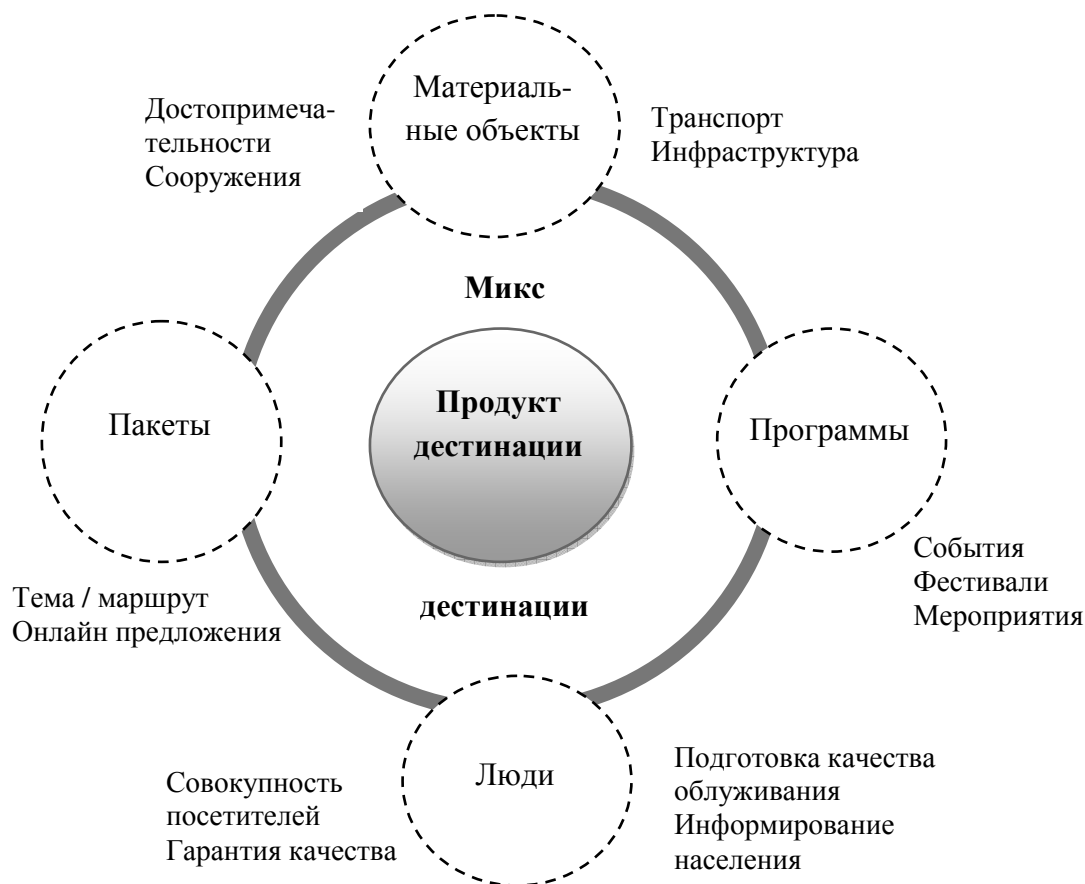 Материаль-
ные объекты
Достопримеча-
тельности
Сооружения
Транспорт
Инфраструктура
Микс
Продукт
дестинации
дестинации
Пакеты
Тема / маршрут
Онлайн предложения
Программы
События
Фестивали
Мероприятия
Люди
Совокупность
посетителей
Гарантия качества
Подготовка качества
облуживания
Информирование
населения